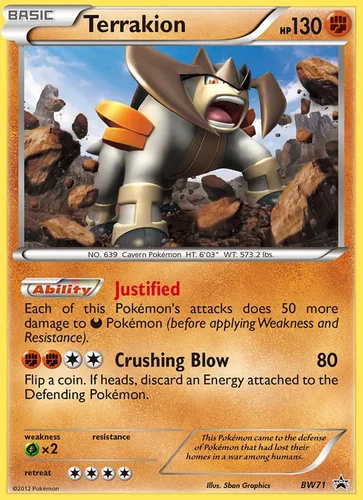 BASIC
Terrakion
HP 130
NO. 639 Cavern Pokémon HT: 6'03" WT: 573.2 lbs.
Ability Justified
Each of this Pokémon's attacks does 50 more
damage to Pokémon (before applying Weakness and
Resistance).
Crushing Blow 80
Flip a coin. If heads, discard an Energy attached to the
Defending Pokémon.
weakness resistance
×2
retreat
This Pokémon came to the defense
of Pokémon that had lost their
homes in a war among humans.
©2012 Pokémon
Illus. 5ban Graphics
BW71